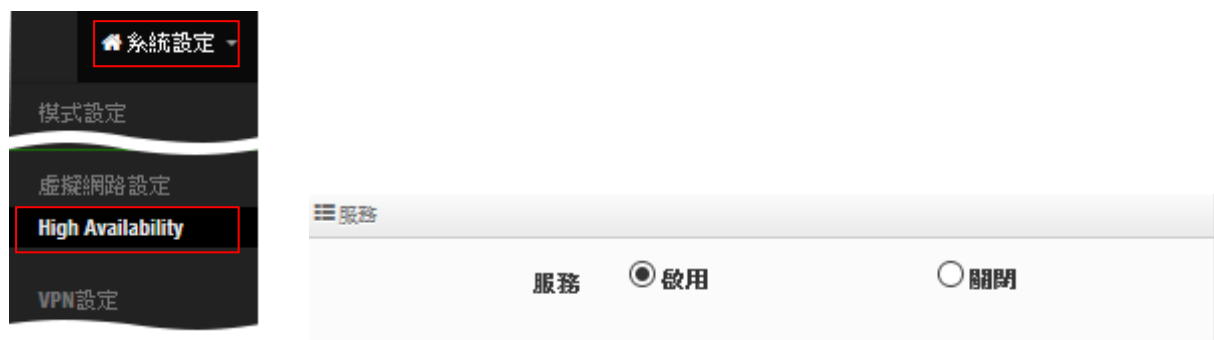 系統設定
模式設定
虛擬網路設定
High Availability
VPN設定
服務
服務 啟用 關閉